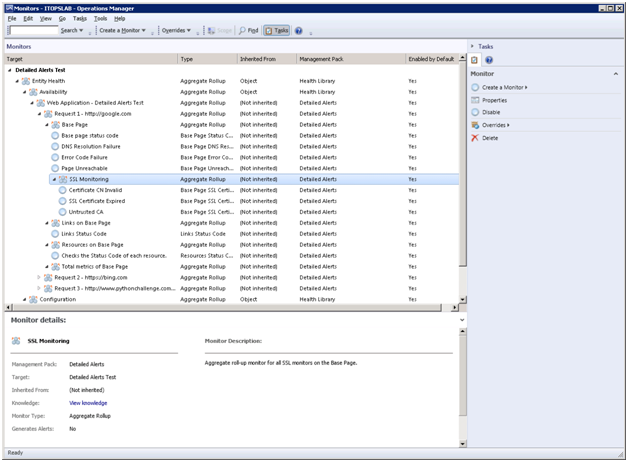 Monitors - ITOPSLAB - Operations Manager
File Edit View Go Tasks Tools Help
Search Create a Monitor Overrides Scope Find Tasks
Monitors
Target Type Inherited From Management Pack Enabled by Default
Detailed Alerts Test
Entity Health Aggregate Rollup Object Health Library Yes
Availability Aggregate Rollup Object Health Library Yes
Web Application - Detailed Alerts Test Aggregate Rollup (Not inherited) Detailed Alerts Yes
Request 1 - http://google.com Aggregate Rollup (Not inherited) Detailed Alerts Yes
Base Page Aggregate Rollup (Not inherited) Detailed Alerts Yes
Base page status code Base Page Status C... (Not inherited) Detailed Alerts Yes
DNS Resolution Failure Base Page DNS Res... (Not inherited) Detailed Alerts Yes
Error Code Failure Base Page Error Co... (Not inherited) Detailed Alerts Yes
Page Unreachable Base Page Unreach... (Not inherited) Detailed Alerts Yes
SSL Monitoring Aggregate Rollup (Not inherited) Detailed Alerts Yes
Certificate CN Invalid Base Page SSL Certi... (Not inherited) Detailed Alerts Yes
SSL Certificate Expired Base Page SSL Certi... (Not inherited) Detailed Alerts Yes
Untrusted CA Base Page SSL Certi... (Not inherited) Detailed Alerts Yes
Links on Base Page Aggregate Rollup (Not inherited) Detailed Alerts Yes
Links Status Code Links Status Code (Not inherited) Detailed Alerts Yes
Resources on Base Page Aggregate Rollup (Not inherited) Detailed Alerts Yes
Checks the Status Code of each resource. Resources Status C... (Not inherited) Detailed Alerts Yes
Total metrics of Base Page Aggregate Rollup (Not inherited) Detailed Alerts Yes
Request 2 - https://bing.com Aggregate Rollup (Not inherited) Detailed Alerts Yes
Request 3 - http://www.pythonchallenge.com... Aggregate Rollup (Not inherited) Detailed Alerts Yes
Configuration Aggregate Rollup Object Health Library Yes
Monitor details:
SSL Monitoring
Management Pack: Detailed Alerts
Target: Detailed Alerts Test
Inherited From: (Not inherited)
Knowledge: View knowledge
Monitor Type: Aggregate Rollup
Generates Alerts: No
Monitor Description:
Aggregate roll-up monitor for all SSL monitors on the Base Page.
Tasks
Monitor
Create a Monitor
Properties
Disable
Overrides
Delete
Ready